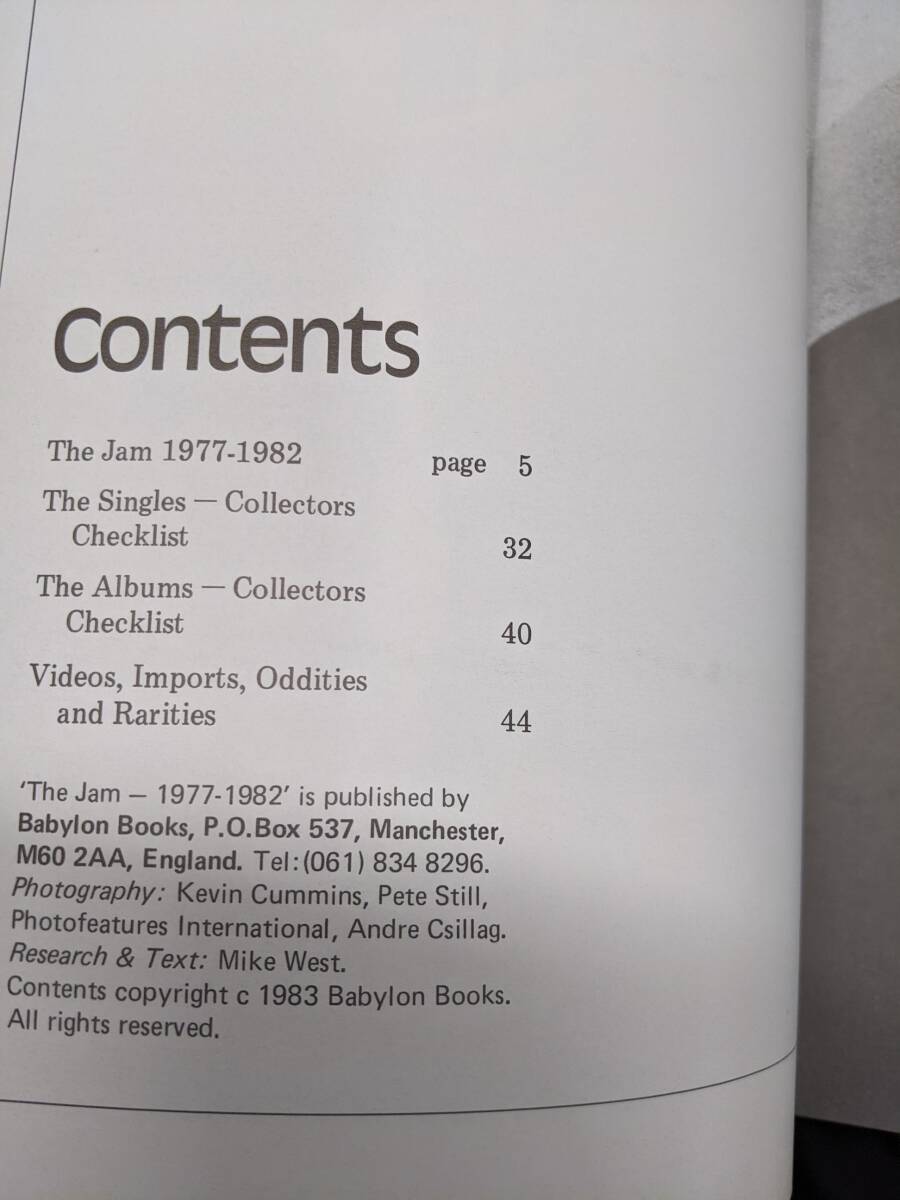 Contents
The Jam 1977-1982 page 5
The Singles — Collectors
Checklist 32
The Albums — Collectors
Checklist 40
Videos, Imports, Oddities
and Rarities 44
'The Jam — 1977-1982' is published by
Babylon Books, P.O.Box 537, Manchester,
M60 2AA, England. Tel:(061) 834 8296.
Photography: Kevin Cummins, Pete Still,
Photofeatures International, Andre Csillag.
Research & Text: Mike West.
Contents copyright c 1983 Babylon Books.
All rights reserved.